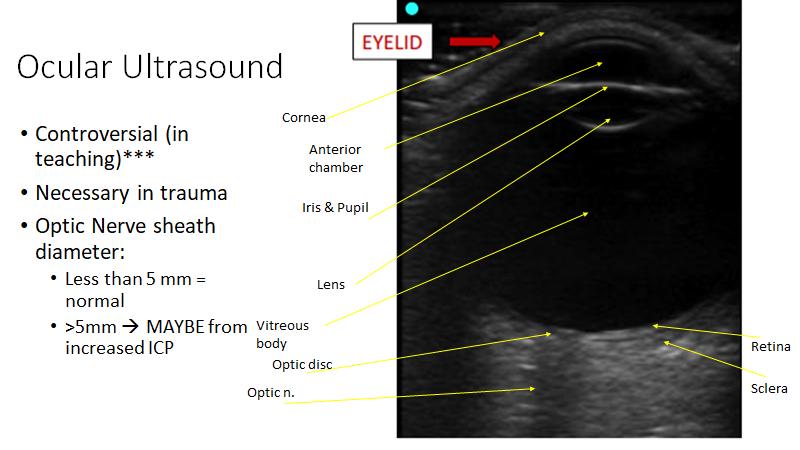 Ocular Ultrasound
• Controversial (in
teaching)***
• Necessary in trauma
• Optic Nerve sheath
diameter:
• Less than 5 mm =
normal
• >5mm → MAYBE from
increased ICP
EYELID
Cornea
Anterior
chamber
Iris & Pupil
Lens
Vitreous
body
Optic disc
Optic n.
Retina
Sclera